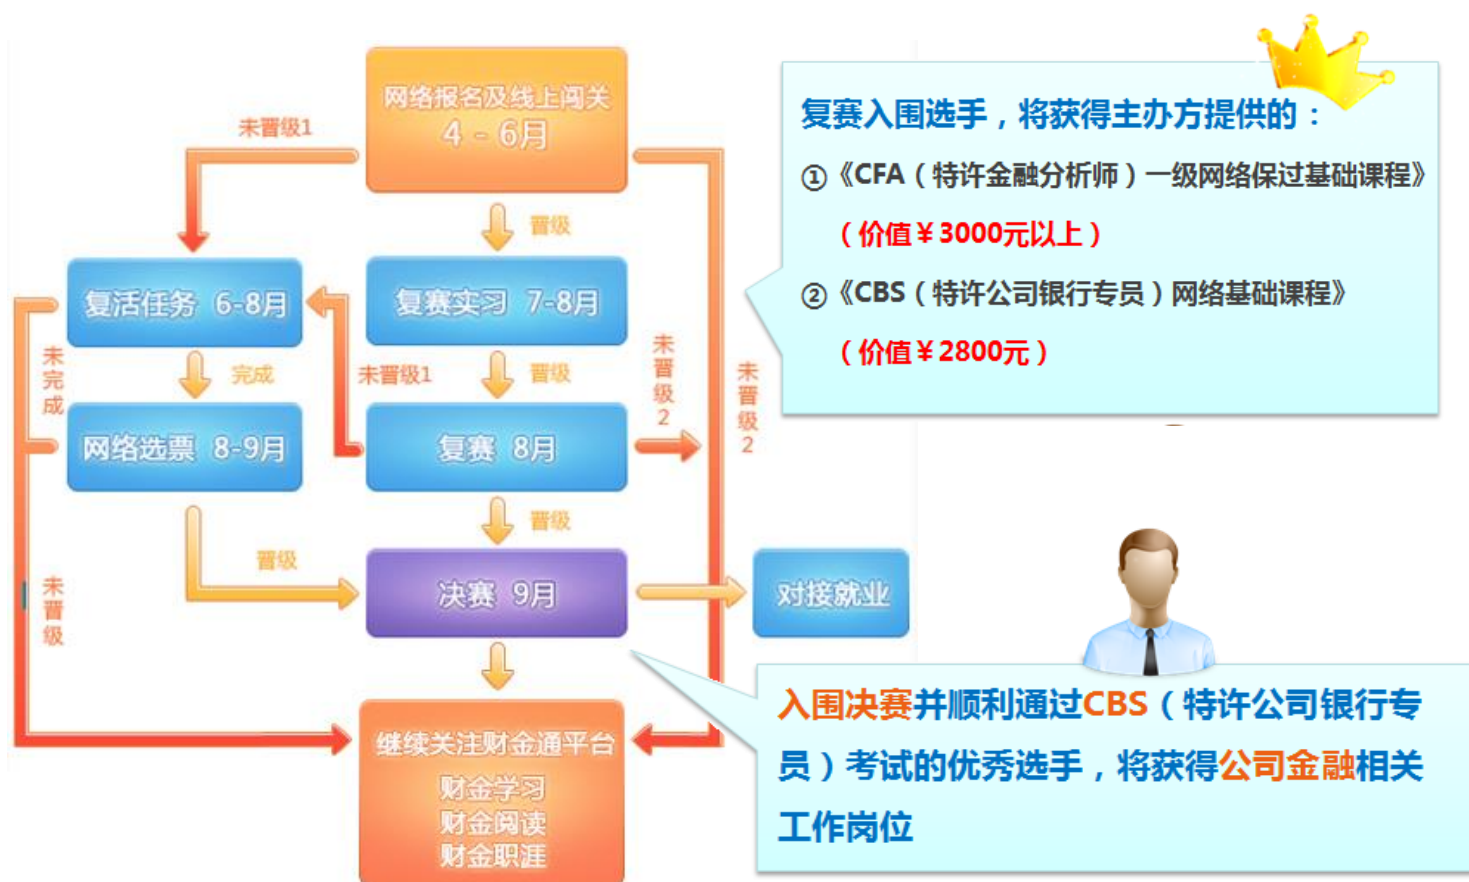 网络报名及线上闯关
4 - 6月
未晋级1
晋级
复活任务 6-8月
复赛实习 7-8月
未完成
完成
未晋级1
晋级
未晋级2
未晋级2
网络选票 8-9月
复赛 8月
晋级
晋级
未晋级
决赛 9月
对接就业
继续关注财金通平台
财金学习
财金阅读
财金职涯
复赛入围选手，将获得主办方提供的：
①《CFA（特许金融分析师）一级网络保过基础课程》
（价值￥3000元以上）
②《CBS（特许公司银行专员）网络基础课程》
（价值￥2800元）
入围决赛并顺利通过CBS（特许公司银行专
员）考试的优秀选手，将获得公司金融相关
工作岗位